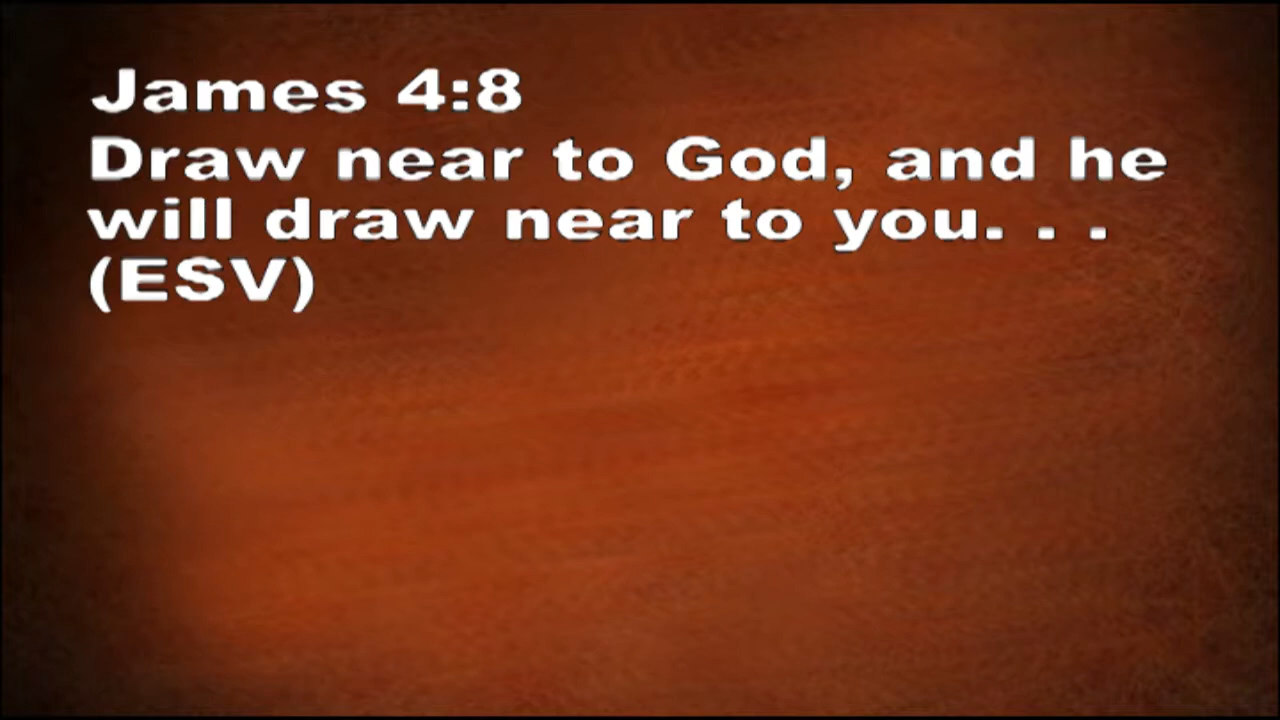 James 4:8
Draw near to God, and he
will draw near to you. . .
(ESV)